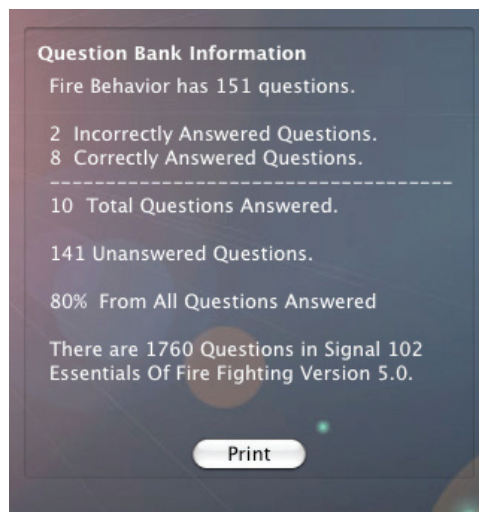 Question Bank Information
Fire Behavior has 151 questions.
2 Incorrectly Answered Questions.
8 Correctly Answered Questions.
-------------------------------------
10 Total Questions Answered.
141 Unanswered Questions.
80% From All Questions Answered
There are 1760 Questions in Signal 102
Essentials Of Fire Fighting Version 5.0.
Print